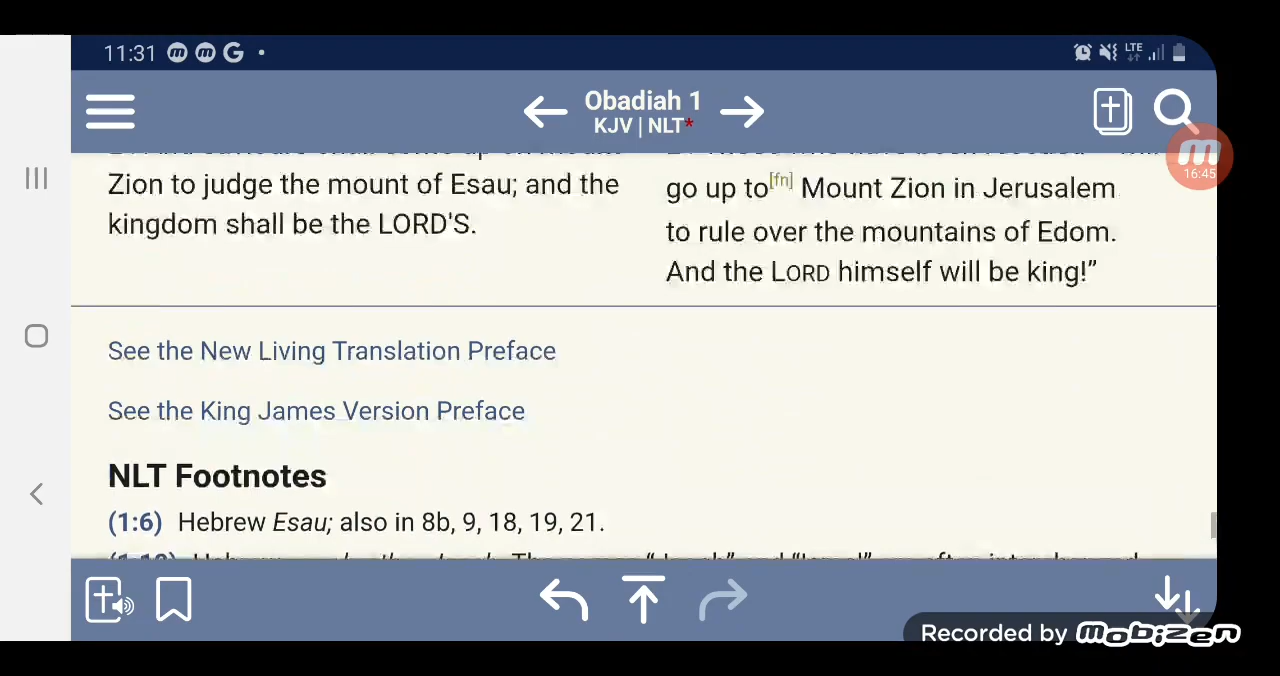 11:31
LTE
Obadiah 1
KJV | NLT*
16:45
Zion to judge the mount of Esau; and the
kingdom shall be the LORD'S.
go up to[fn] Mount Zion in Jerusalem
to rule over the mountains of Edom.
And the LORD himself will be king!”
See the New Living Translation Preface
See the King James Version Preface
NLT Footnotes
(1:6) Hebrew Esau; also in 8b, 9, 18, 19, 21.
Recorded by mobizen